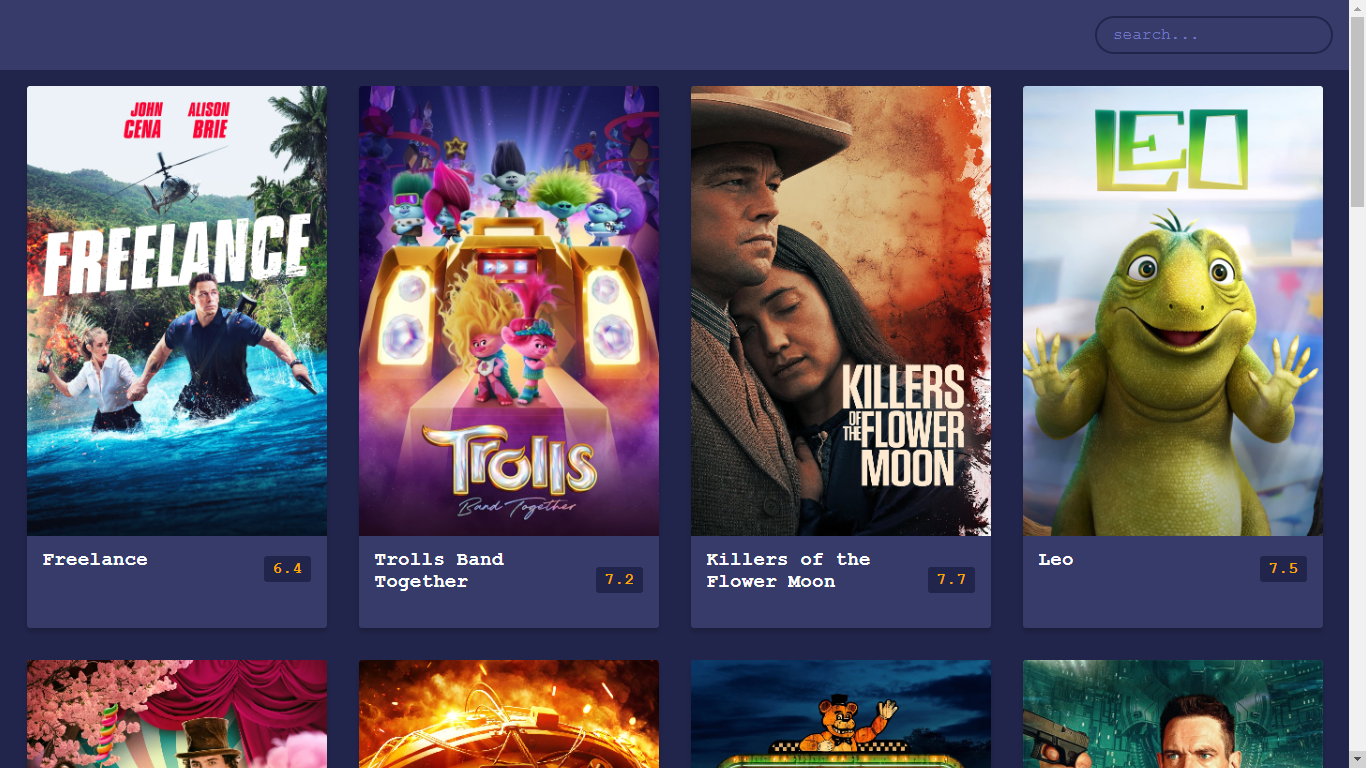 search...
JOHN ALISON
CENA BRIE
FREELANCE
Trolls
Band Together
KILLERS
OF THE FLOWER
MOON
LEO
Freelance
6.4
Trolls Band
Together
7.2
Killers of the
Flower Moon
7.7
Leo
7.5